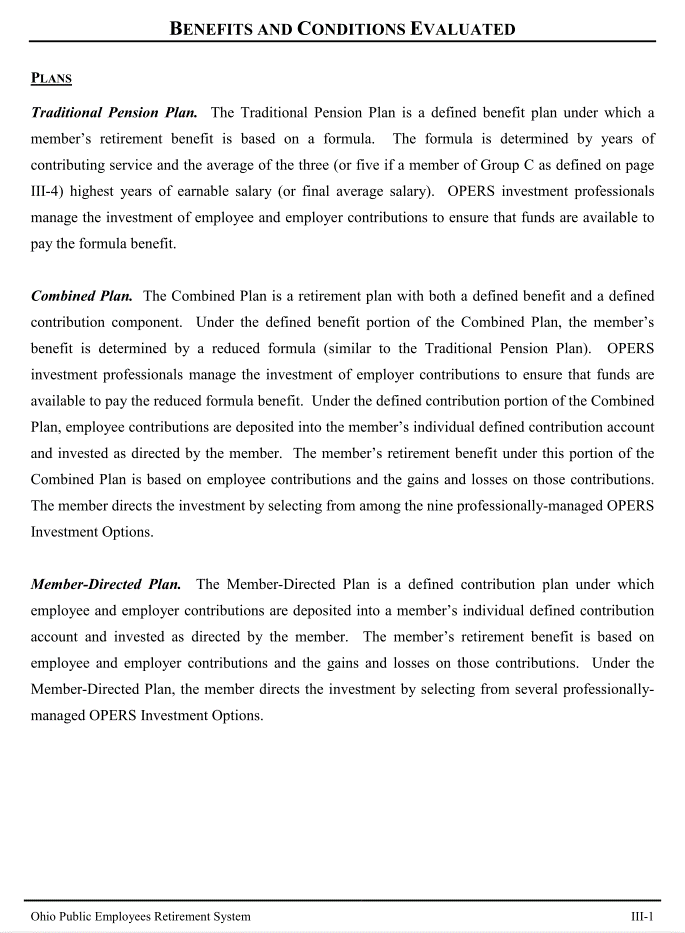 BENEFITS AND CONDITIONS EVALUATED
PLANS
Traditional Pension Plan. The Traditional Pension Plan is a defined benefit plan under which a
member’s retirement benefit is based on a formula. The formula is determined by years of
contributing service and the average of the three (or five if a member of Group C as defined on page
III-4) highest years of earnable salary (or final average salary). OPERS investment professionals
manage the investment of employee and employer contributions to ensure that funds are available to
pay the formula benefit.
Combined Plan. The Combined Plan is a retirement plan with both a defined benefit and a defined
contribution component. Under the defined benefit portion of the Combined Plan, the member’s
benefit is determined by a reduced formula (similar to the Traditional Pension Plan). OPERS
investment professionals manage the investment of employer contributions to ensure that funds are
available to pay the reduced formula benefit. Under the defined contribution portion of the Combined
Plan, employee contributions are deposited into the member’s individual defined contribution account
and invested as directed by the member. The member’s retirement benefit under this portion of the
Combined Plan is based on employee contributions and the gains and losses on those contributions.
The member directs the investment by selecting from among the nine professionally-managed OPERS
Investment Options.
Member-Directed Plan. The Member-Directed Plan is a defined contribution plan under which
employee and employer contributions are deposited into a member’s individual defined contribution
account and invested as directed by the member. The member’s retirement benefit is based on
employee and employer contributions and the gains and losses on those contributions. Under the
Member-Directed Plan, the member directs the investment by selecting from several professionally-
managed OPERS Investment Options.
Ohio Public Employees Retirement System III-1